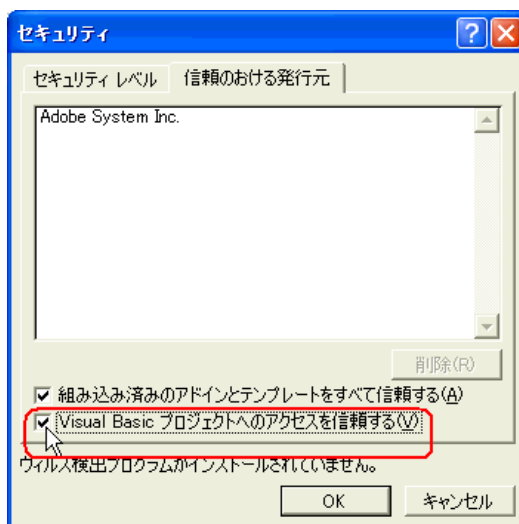 セキュリティ
セキュリティ レベル 信頼のおける発行元
Adobe System Inc.
削除(R)
組み込み済みのアドインとテンプレートをすべて信頼する(A)
Visual Basic プロジェクトへのアクセスを信頼する(V)
ウィルス検出プログラムがインストールされていません。
OK キャンセル